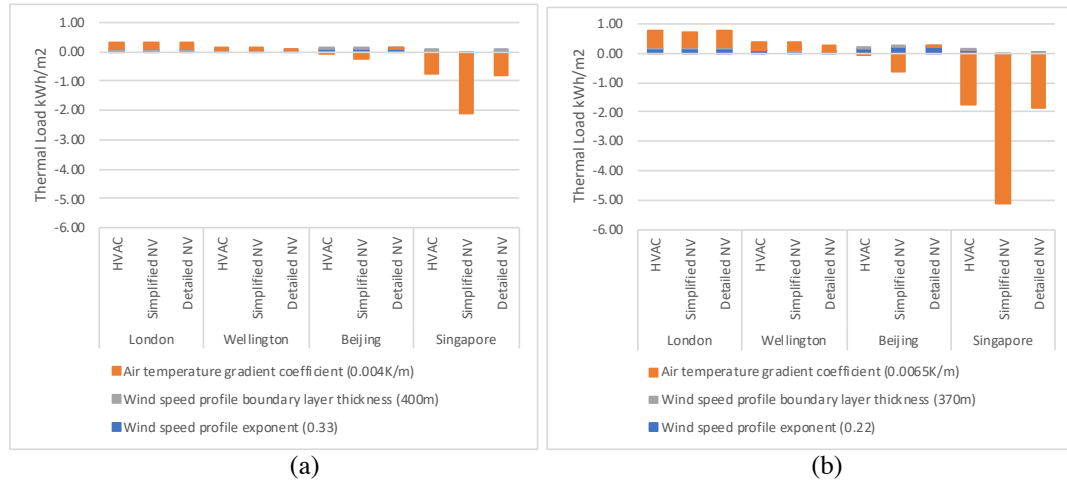 1.00
0.00
-1.00
-2.00
-3.00
-4.00
-5.00
-6.00
Thermal Load kWh/m2
HVAC
Simplified NV
Detailed NV
HVAC
Simplified NV
Detailed NV
HVAC
Simplified NV
Detailed NV
HVAC
Simplified NV
Detailed NV
London
Wellington
Beijing
Singapore
Air temperature gradient coefficient (0.004K/m)
Wind speed profile boundary layer thickness (400m)
Wind speed profile exponent (0.33)
(a)
1.00
0.00
-1.00
-2.00
-3.00
-4.00
-5.00
-6.00
Thermal Load kWh/m2
HVAC
Simplified NV
Detailed NV
HVAC
Simplified NV
Detailed NV
HVAC
Simplified NV
Detailed NV
HVAC
Simplified NV
Detailed NV
London
Wellington
Beijing
Singapore
Air temperature gradient coefficient (0.0065K/m)
Wind speed profile boundary layer thickness (370m)
Wind speed profile exponent (0.22)
(b)